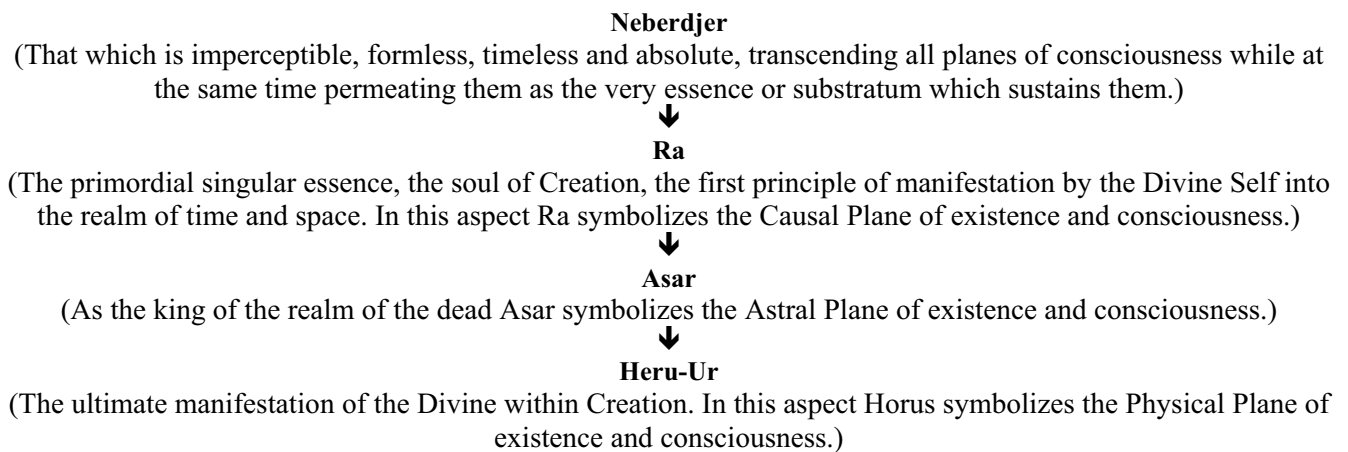 Neberdjer
(That which is imperceptible, formless, timeless and absolute, transcending all planes of consciousness while at
the same time permeating them as the very essence or substratum which sustains them.)
Ra
(The primordial singular essence, the soul of Creation, the first principle of manifestation by the Divine Self into
the realm of time and space. In this aspect Ra symbolizes the Causal Plane of existence and consciousness.)
Asar
(As the king of the realm of the dead Asar symbolizes the Astral Plane of existence and consciousness.)
Heru-Ur
(The ultimate manifestation of the Divine within Creation. In this aspect Horus symbolizes the Physical Plane of
existence and consciousness.)